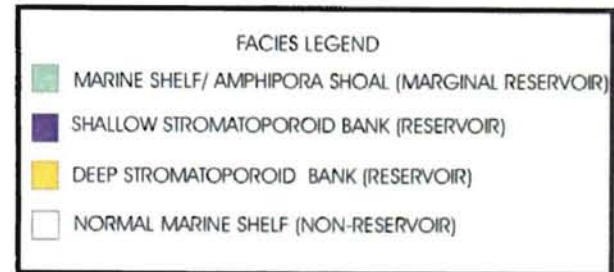 FACIES LEGEND
MARINE SHELF/ AMPHIPORA SHOAL (MARGINAL RESERVOIR)
SHALLOW STROMATOPOROID BANK (RESERVOIR)
DEEP STROMATOPOROID BANK (RESERVOIR)
NORMAL MARINE SHELF (NON-RESERVOIR)